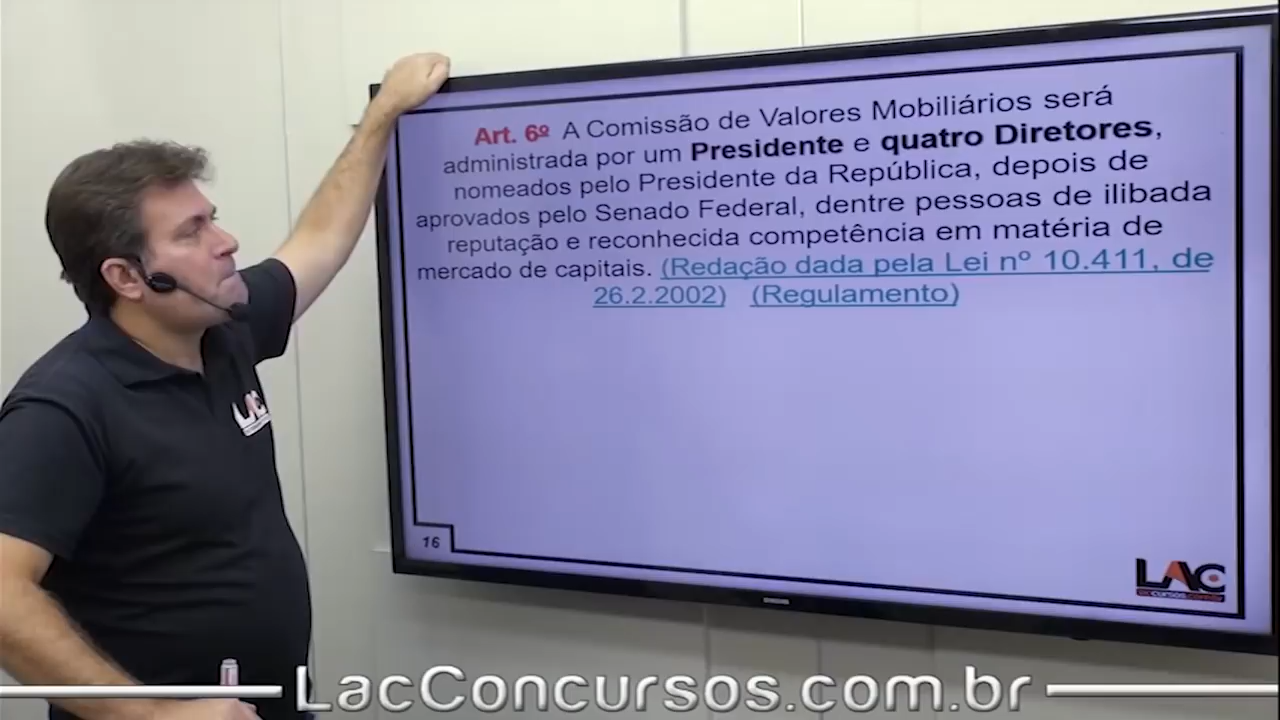 Art. 6º A Comissão de Valores Mobiliários será
administrada por um Presidente e quatro Diretores,
nomeados pelo Presidente da República, depois de
aprovados pelo Senado Federal, dentre pessoas de ilibada
reputação e reconhecida competência em matéria de
mercado de capitais. (Redação dada pela Lei nº 10.411, de
26.2.2002) (Regulamento)
16
LAC
LAC
SAMSUNG
LacConcursos.com.br